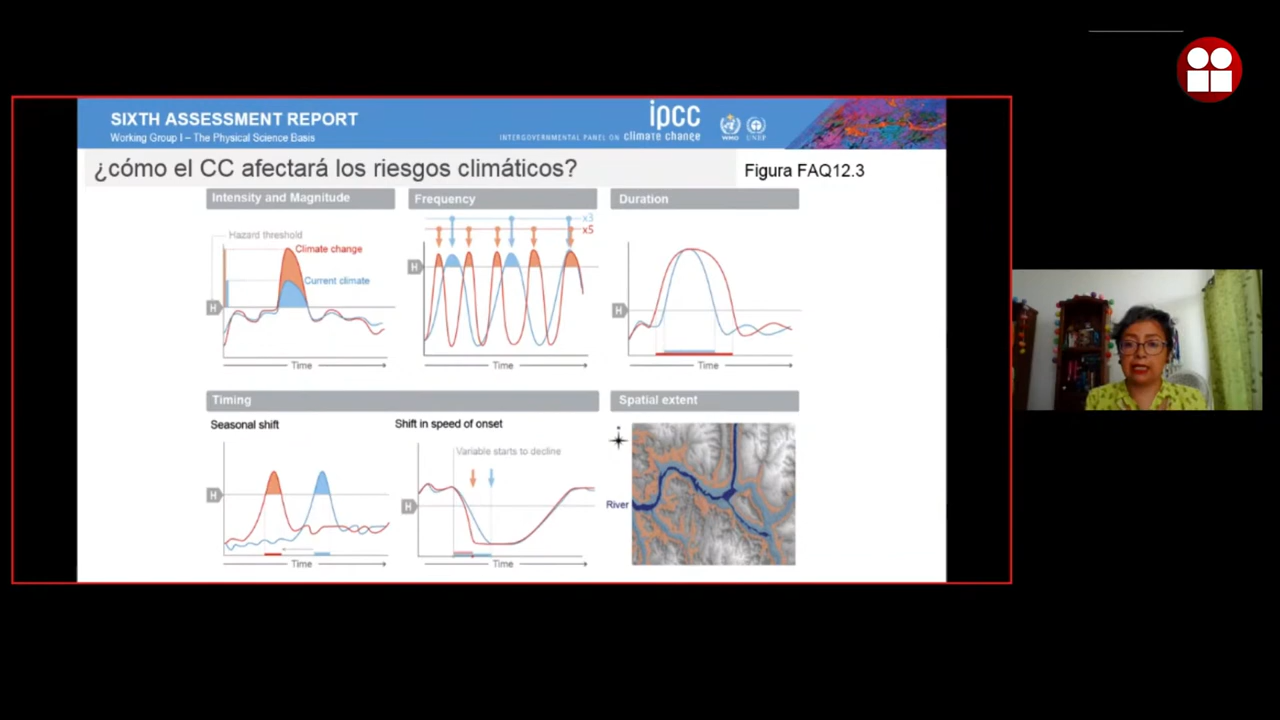 SIXTH ASSESSMENT REPORT
Working Group I – The Physical Science Basis
ipcc
INTERGOVERNMENTAL PANEL ON climate change
WMO
UNEP
¿cómo el CC afectará los riesgos climáticos?
Figura FAQ12.3
Intensity and Magnitude
Hazard threshold
Climate change
Current climate
H
Time
Frequency
x3
x5
H
Time
Duration
H
Time
Timing
Seasonal shift
H
Time
Shift in speed of onset
Variable starts to decline
H
Time
Spatial extent
River